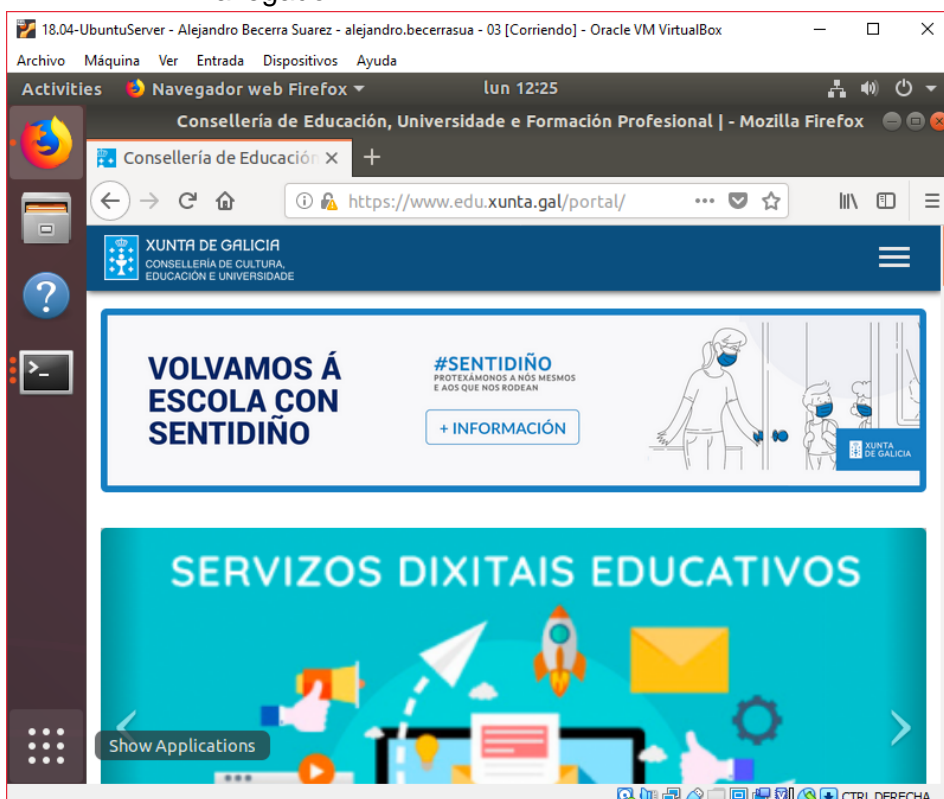 18.04-UbuntuServer - Alejandro Becerra Suarez - alejandro.becerrasua - 03 [Corriendo] - Oracle VM VirtualBox
Archivo Máquina Ver Entrada Dispositivos Ayuda
Activities Navegador web Firefox lun 12:25
Consellería de Educación, Universidade e Formación Profesional | - Mozilla Firefox
Consellería de Educación
https://www.edu.xunta.gal/portal/
XUNTA DE GALICIA
CONSELLERÍA DE CULTURA,
EDUCACIÓN E UNIVERSIDADE
VOLVAMOS Á
ESCOLA CON
SENTIDIÑO
#SENTIDIÑO
PROTEXÁMONOS A NÓS MESMOS
E AOS QUE NOS RODEAN
+ INFORMACIÓN
XUNTA
DE GALICIA
SERVIZOS DIXITAIS EDUCATIVOS
Show Applications
CTRL DERECHA